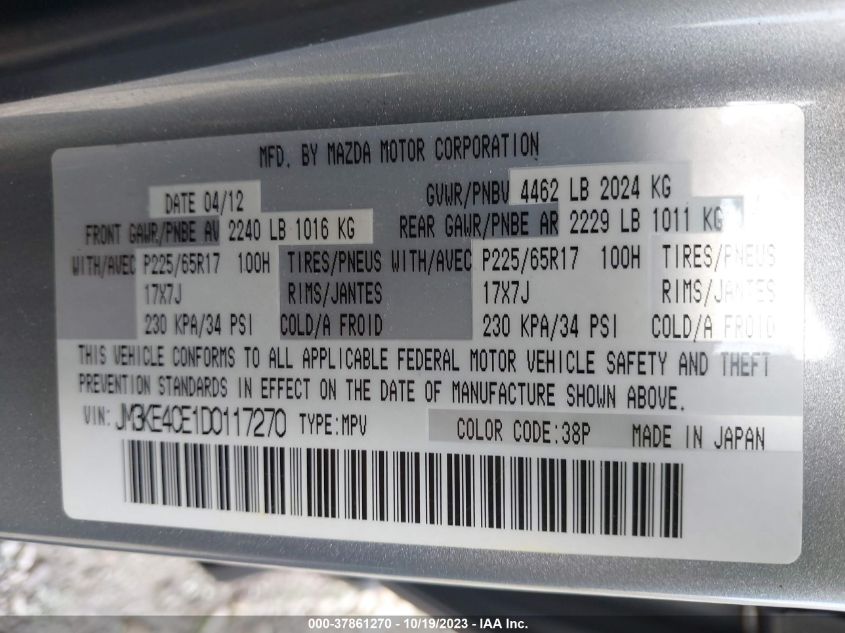 MFD. BY MAZDA MOTOR CORPORATION
DATE 04/12 GVWR/PNBV 4462 LB 2024 KG
FRONT GAWR/PNBE AV 2240 LB 1016 KG REAR GAWR/PNBE AR 2229 LB 1011 KG
WITH/AVEC P225/65R17 100H TIRES/PNEUS WITH/AVEC P225/65R17 100H TIRES/PNEUS
17X7J RIMS/JANTES 17X7J RIMS/JANTES
230 KPA/34 PSI COLD/A FROID 230 KPA/34 PSI COLD/A FROID
THIS VEHICLE CONFORMS TO ALL APPLICABLE FEDERAL MOTOR VEHICLE SAFETY AND THEFT
PREVENTION STANDARDS IN EFFECT ON THE DATE OF MANUFACTURE SHOWN ABOVE.
VIN: JM3KE4CE1D0117270 TYPE:MPV COLOR CODE:38P MADE IN JAPAN
000-37861270 - 10/19/2023 - IAA Inc.